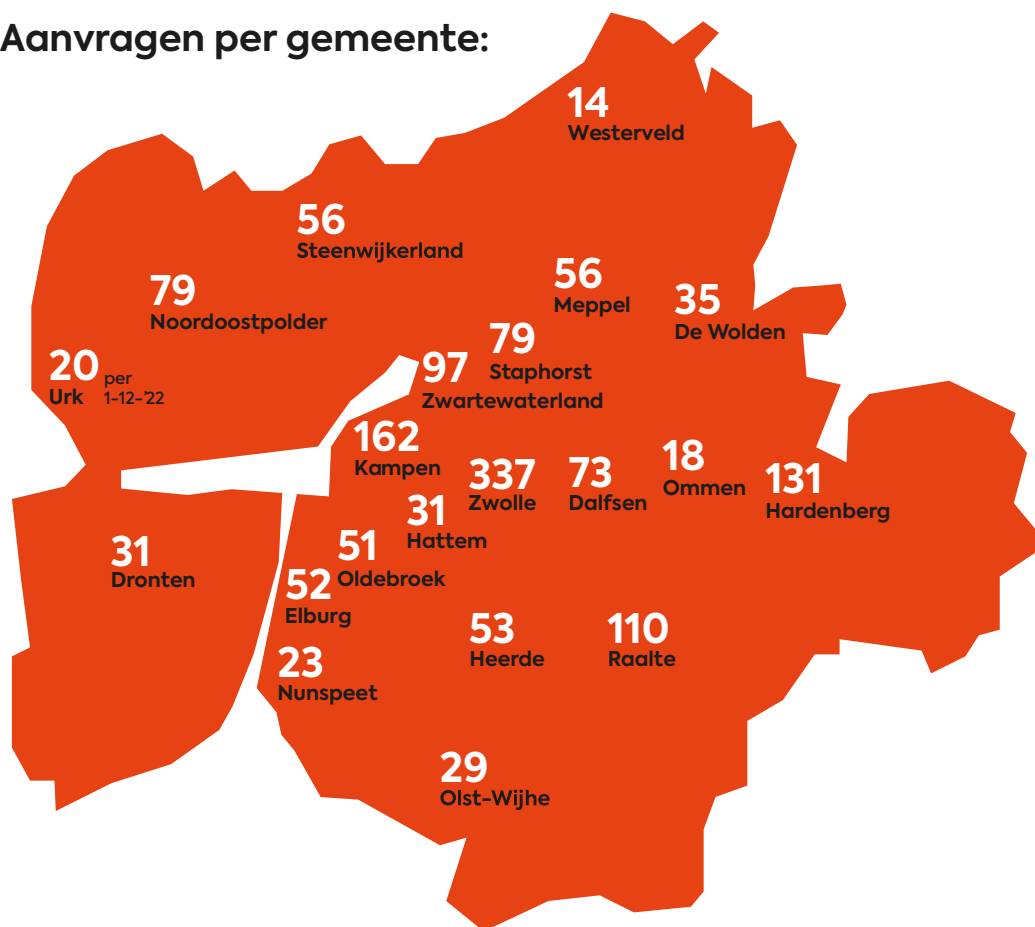 Aanvragen per gemeente:
14
Westerveld
56
Steenwijkerland
56
Meppel
79
Noordoostpolder
35
De Wolden
79
Staphorst
20 per
Urk 1-12-'22
97
Zwartewaterland
162
Kampen
337
Zwolle
73
Dalfsen
18
Ommen
131
Hardenberg
31
Hattem
31
Dronten
51
Oldebroek
52
Elburg
53
Heerde
110
Raalte
23
Nunspeet
29
Olst-Wijhe